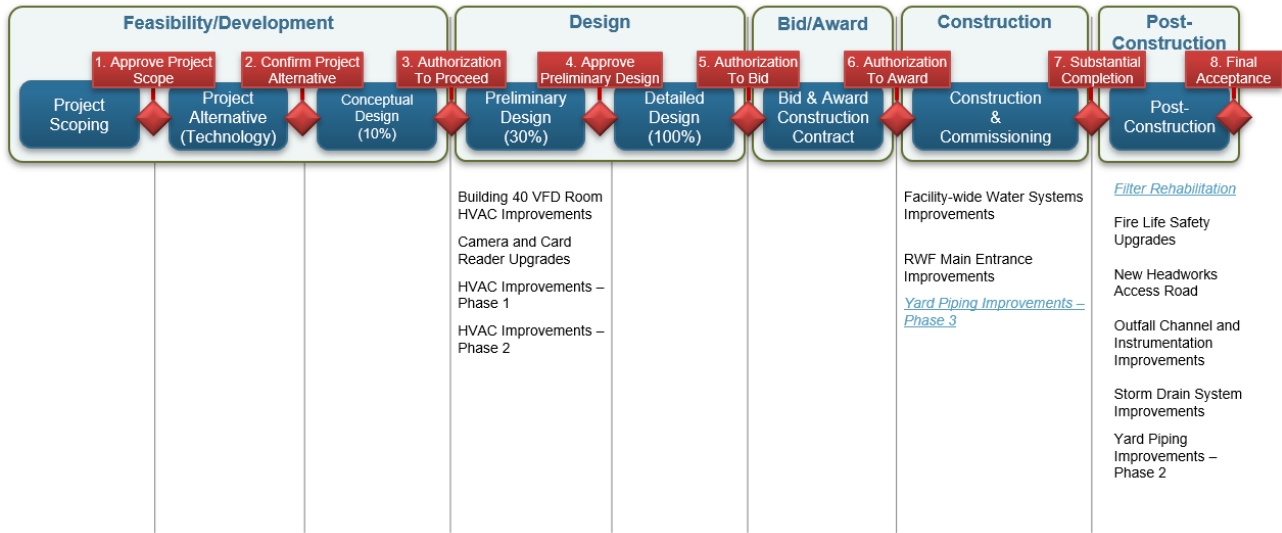 Feasibility/Development
Design
Bid/Award
Construction
Post-
Construction
1. Approve Project
Scope
2. Confirm Project
Alternative
3. Authorization
To Proceed
4. Approve
Preliminary Design
5. Authorization
To Bid
6. Authorization
To Award
7. Substantial
Completion
8. Final
Acceptance
Project
Scoping
Project
Alternative
(Technology)
Conceptual
Design
(10%)
Preliminary
Design
(30%)
Detailed
Design
(100%)
Bid & Award
Construction
Contract
Construction
&
Commissioning
Post-
Construction
Building 40 VFD Room
HVAC Improvements
Camera and Card
Reader Upgrades
HVAC Improvements –
Phase 1
HVAC Improvements –
Phase 2
Facility-wide Water Systems
Improvements
RWF Main Entrance
Improvements
Yard Piping Improvements –
Phase 3
Filter Rehabilitation
Fire Life Safety
Upgrades
New Headworks
Access Road
Outfall Channel and
Instrumentation
Improvements
Storm Drain System
Improvements
Yard Piping
Improvements –
Phase 2